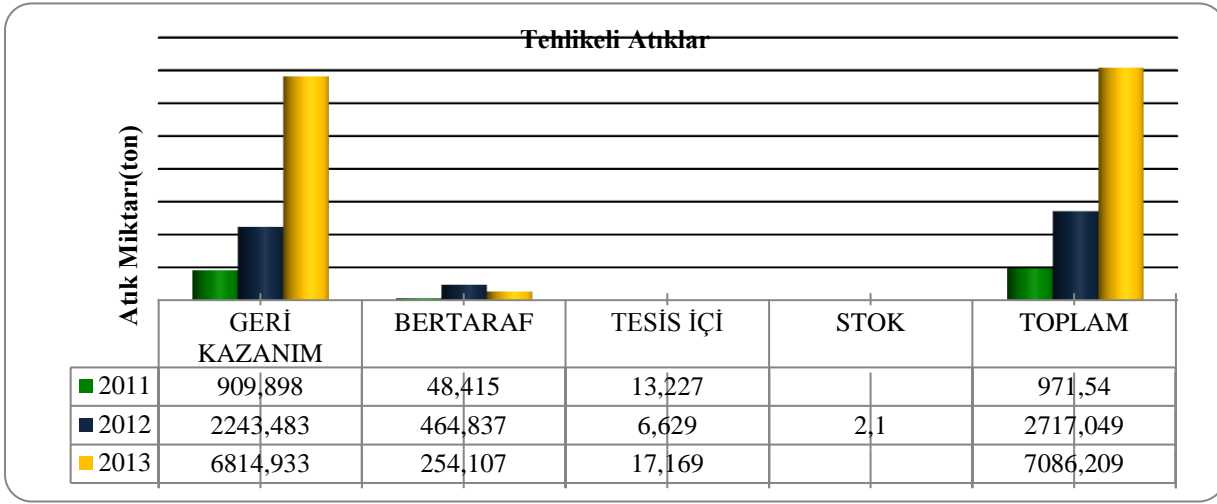 Tehlikeli Atıklar
Atık Miktarı(ton)
GERİ KAZANIM BERTARAF TESİS İÇİ STOK TOPLAM
2011 909,898 48,415 13,227 971,54
2012 2243,483 464,837 6,629 2,1 2717,049
2013 6814,933 254,107 17,169 7086,209